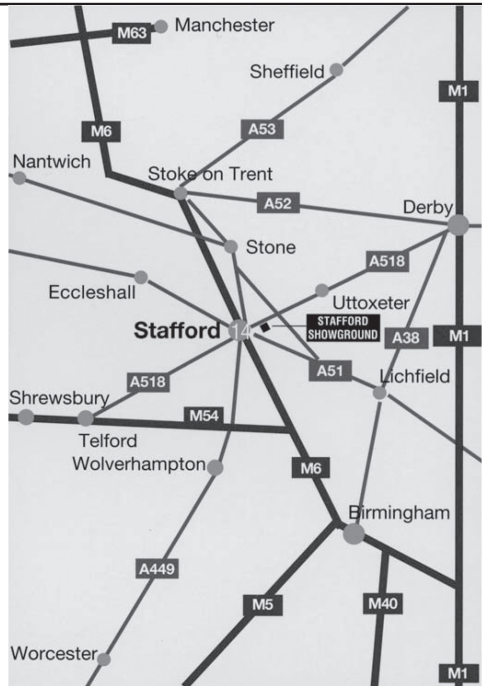 Manchester
M63
Sheffield
M1
M6
A53
Nantwich
Stoke on Trent
A52
Derby
Stone
A518
Eccleshall
Uttoxeter
Stafford
14
STAFFORD
SHOWGROUND
A38
M1
A518
A51
Lichfield
Shrewsbury
M54
Telford
Wolverhampton
M6
Birmingham
A449
M5
M40
Worcester
M1